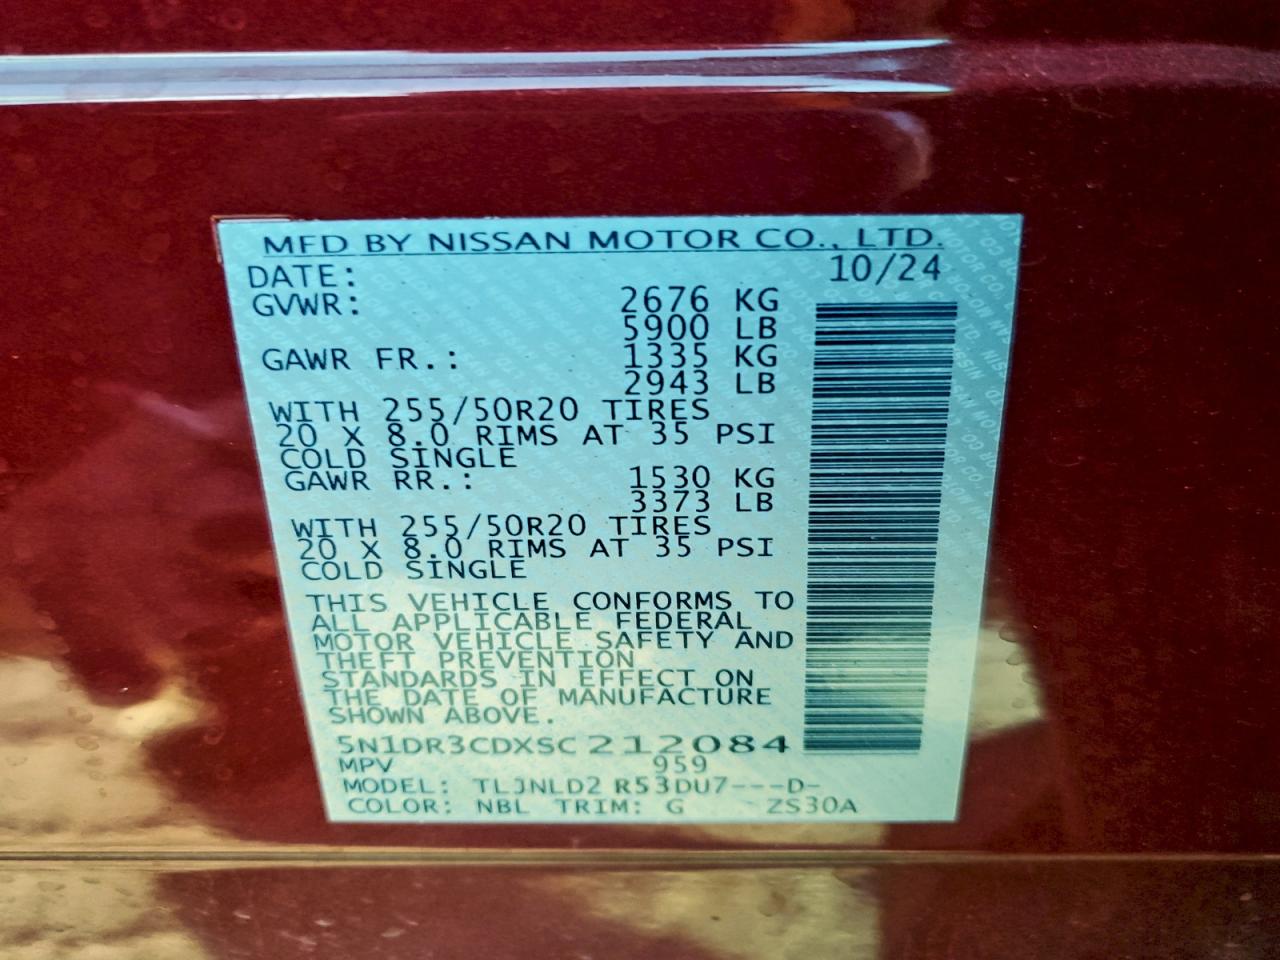 MFD BY NISSAN MOTOR CO., LTD.
DATE: 10/24
GVWR: 2676 KG
5900 LB
GAWR FR.: 1335 KG
2943 LB
WITH 255/50R20 TIRES
20 X 8.0 RIMS AT 35 PSI
COLD SINGLE
GAWR RR.: 1530 KG
3373 LB
WITH 255/50R20 TIRES
20 X 8.0 RIMS AT 35 PSI
COLD SINGLE
THIS VEHICLE CONFORMS TO
ALL APPLICABLE FEDERAL
MOTOR VEHICLE SAFETY AND
THEFT PREVENTION
STANDARDS IN EFFECT ON
THE DATE OF MANUFACTURE
SHOWN ABOVE.
5N1DR3CDXSC212084
MPV 959
MODEL: TLJNLD2 R53DU7---D-
COLOR: NBL TRIM: G ZS30A